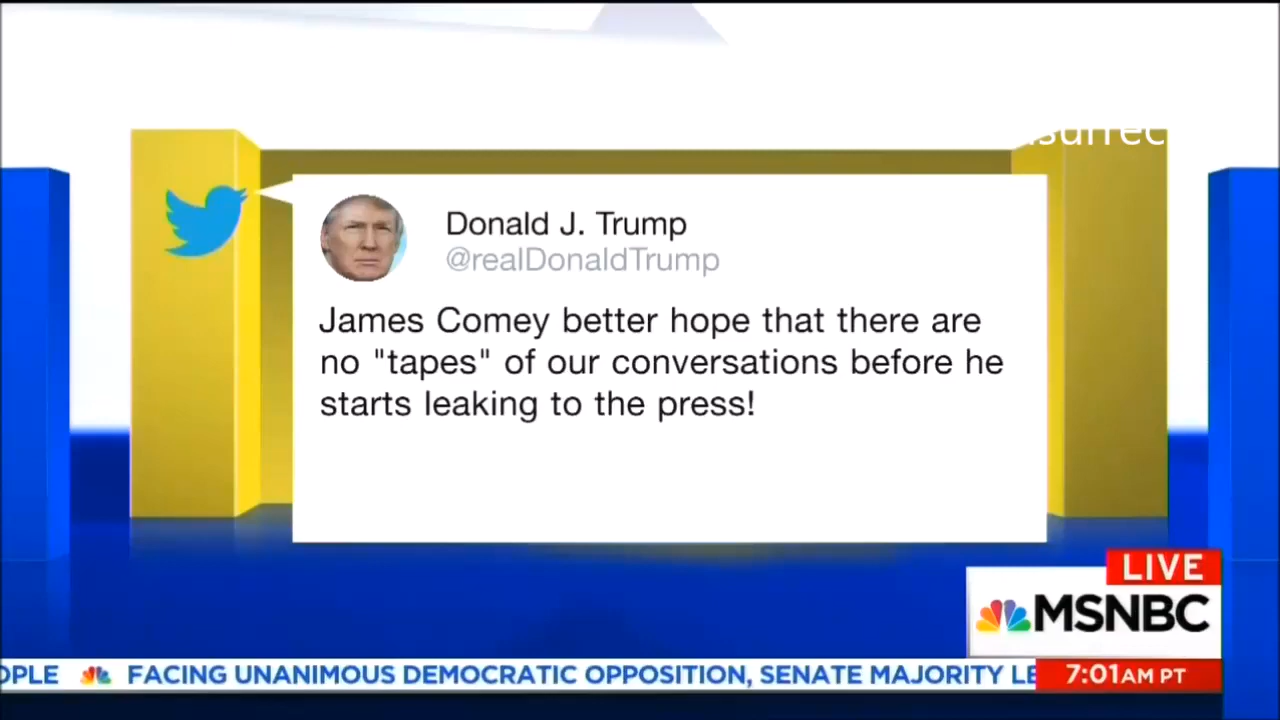 Donald J. Trump
@realDonaldTrump
James Comey better hope that there are
no "tapes" of our conversations before he
starts leaking to the press!
LIVE
MSNBC
FACING UNANIMOUS DEMOCRATIC OPPOSITION, SENATE MAJORITY
7:01AM PT